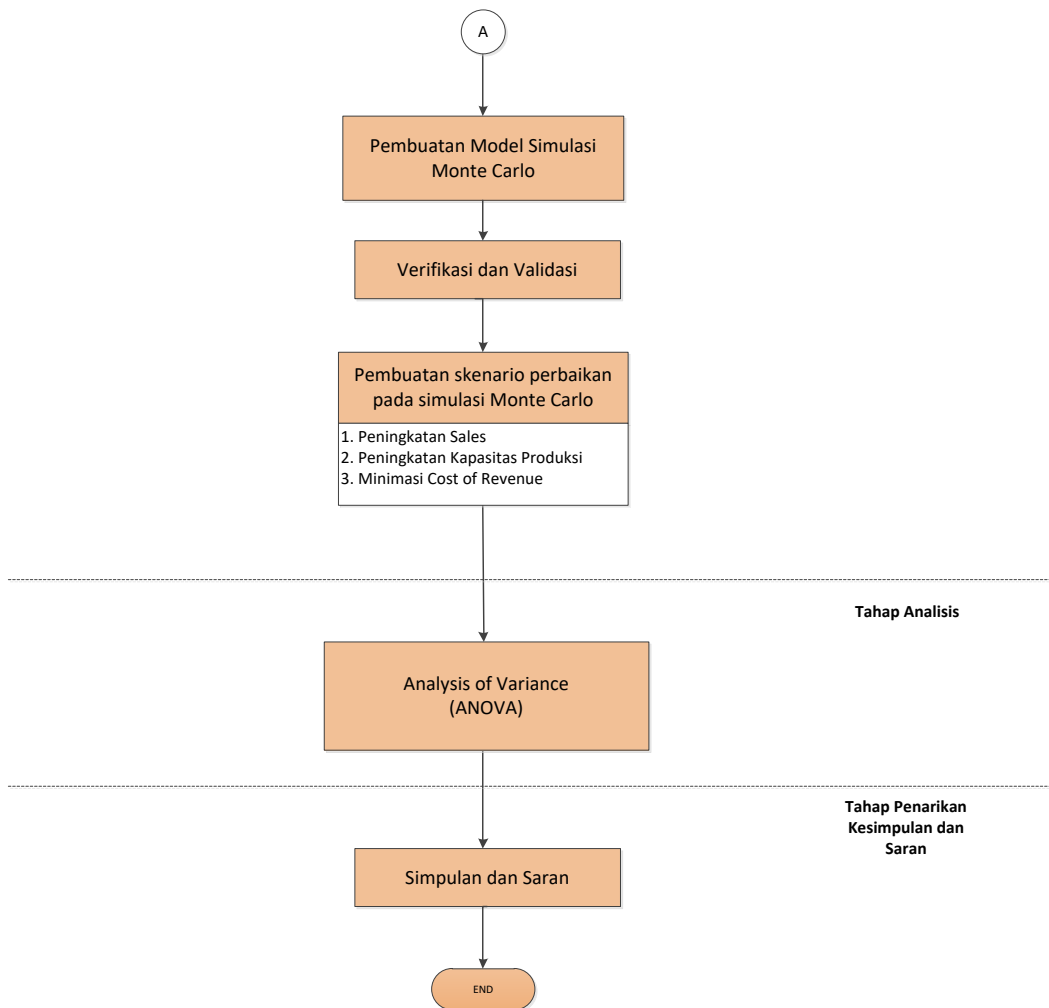 A
Pembuatan Model Simulasi
Monte Carlo
Verifikasi dan Validasi
Pembuatan skenario perbaikan
pada simulasi Monte Carlo
1. Peningkatan Sales
2. Peningkatan Kapasitas Produksi
3. Minimasi Cost of Revenue
Tahap Analisis
Analysis of Variance
(ANOVA)
Tahap Penarikan
Kesimpulan dan
Saran
Simpulan dan Saran
END